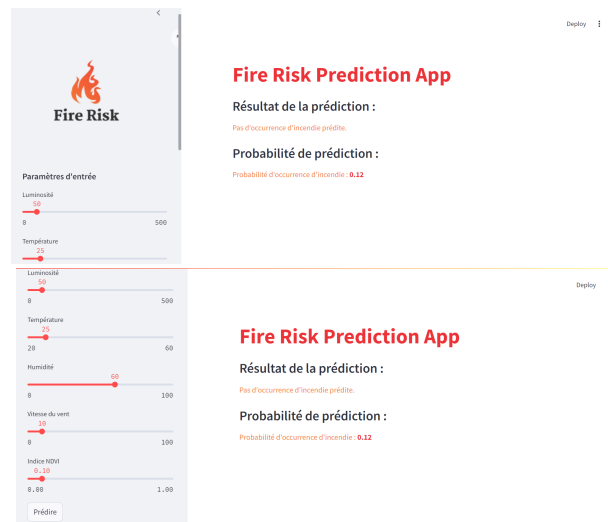 Deploy
Fire Risk
Paramètres d'entrée
Luminosité
50
0 500
Température
25
Fire Risk Prediction App
Résultat de la prédiction :
Pas d'occurrence d'incendie prédite.
Probabilité de prédiction :
Probabilité d'occurrence d'incendie : 0.12
Luminosité
50
0 500
Température
25
20 60
Humidité
60
0 100
Vitesse du vent
10
0 100
Indice NDVI
0.10
0.00 1.00
Prédire
Deploy
Fire Risk Prediction App
Résultat de la prédiction :
Pas d'occurrence d'incendie prédite.
Probabilité de prédiction :
Probabilité d'occurrence d'incendie : 0.12